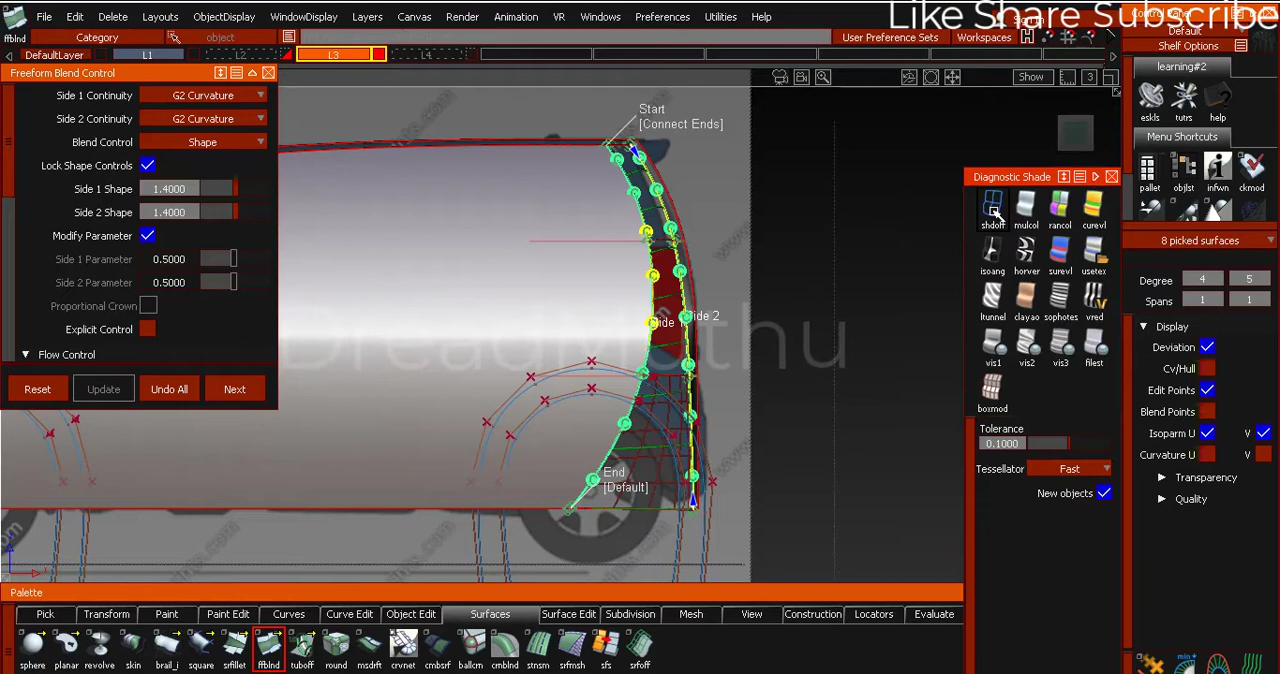 File Edit Delete Layouts ObjectDisplay WindowDisplay Layers Canvas Render Animation VR Windows Preferences Utilities Help
Like Share Subscribe
ffblnd
Category
object
User Preference Sets
Workspaces
Default
Shelf Options
DefaultLayer L1 L2 L3 L4
Freeform Blend Control
Side 1 Continuity G2 Curvature
Side 2 Continuity G2 Curvature
Blend Control Shape
Lock Shape Controls
Side 1 Shape 1.4000
Side 2 Shape 1.4000
Modify Parameter
Side 1 Parameter 0.5000
Side 2 Parameter 0.5000
Proportional Crown
Explicit Control
Flow Control
Reset Update Undo All Next
Show
3
Start
[Connect Ends]
Side 2
End
[Default]
Diagnostic Shade
shdoff mulcol rancol curevl
isoang horver surevl usetex
ltunnel clayao sophotes vred
vis1 vis2 vis3 filest
boxmod
Tolerance
0.1000
Tessellator Fast
New objects
learning#2
eskls tutrs help
Menu Shortcuts
pallet objlst infwn ckmod
8 picked surfaces
Degree 4 5
Spans 1 1
Display
Deviation
Cv/Hull
Edit Points
Blend Points
Isoparm U V
Curvature U V
Transparency
Quality
Palette
Pick Transform Paint Paint Edit Curves Curve Edit Object Edit Surfaces Surface Edit Subdivision Mesh View Construction Locators Evaluate
sphere planar revolve skin brail_i square srfillet ffblnd tuboff round msdrft crvnet cmbsrf ballcrn cmblnd stnsrn srfmsh sfs srfoff